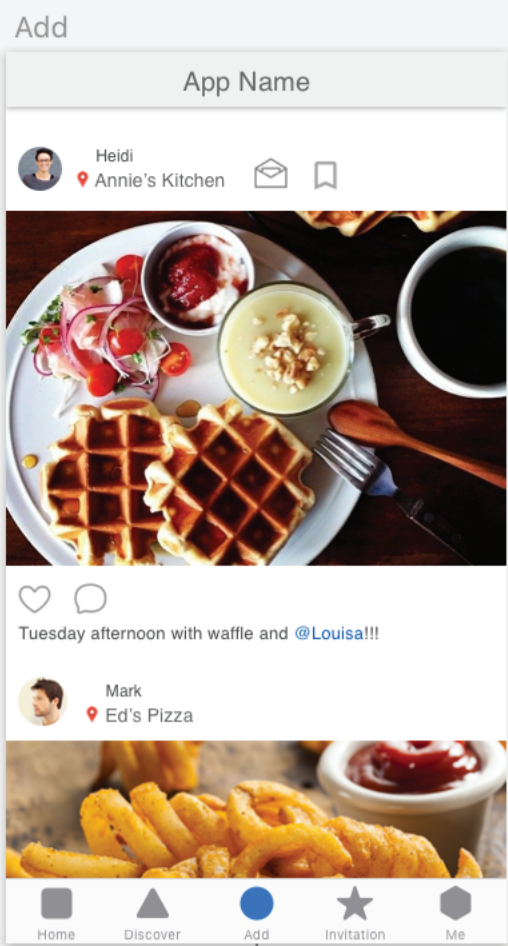 Add
App Name
Heidi
Annie's Kitchen
Tuesday afternoon with waffle and @Louisa!!!
Mark
Ed's Pizza
Home Discover Add Invitation Me